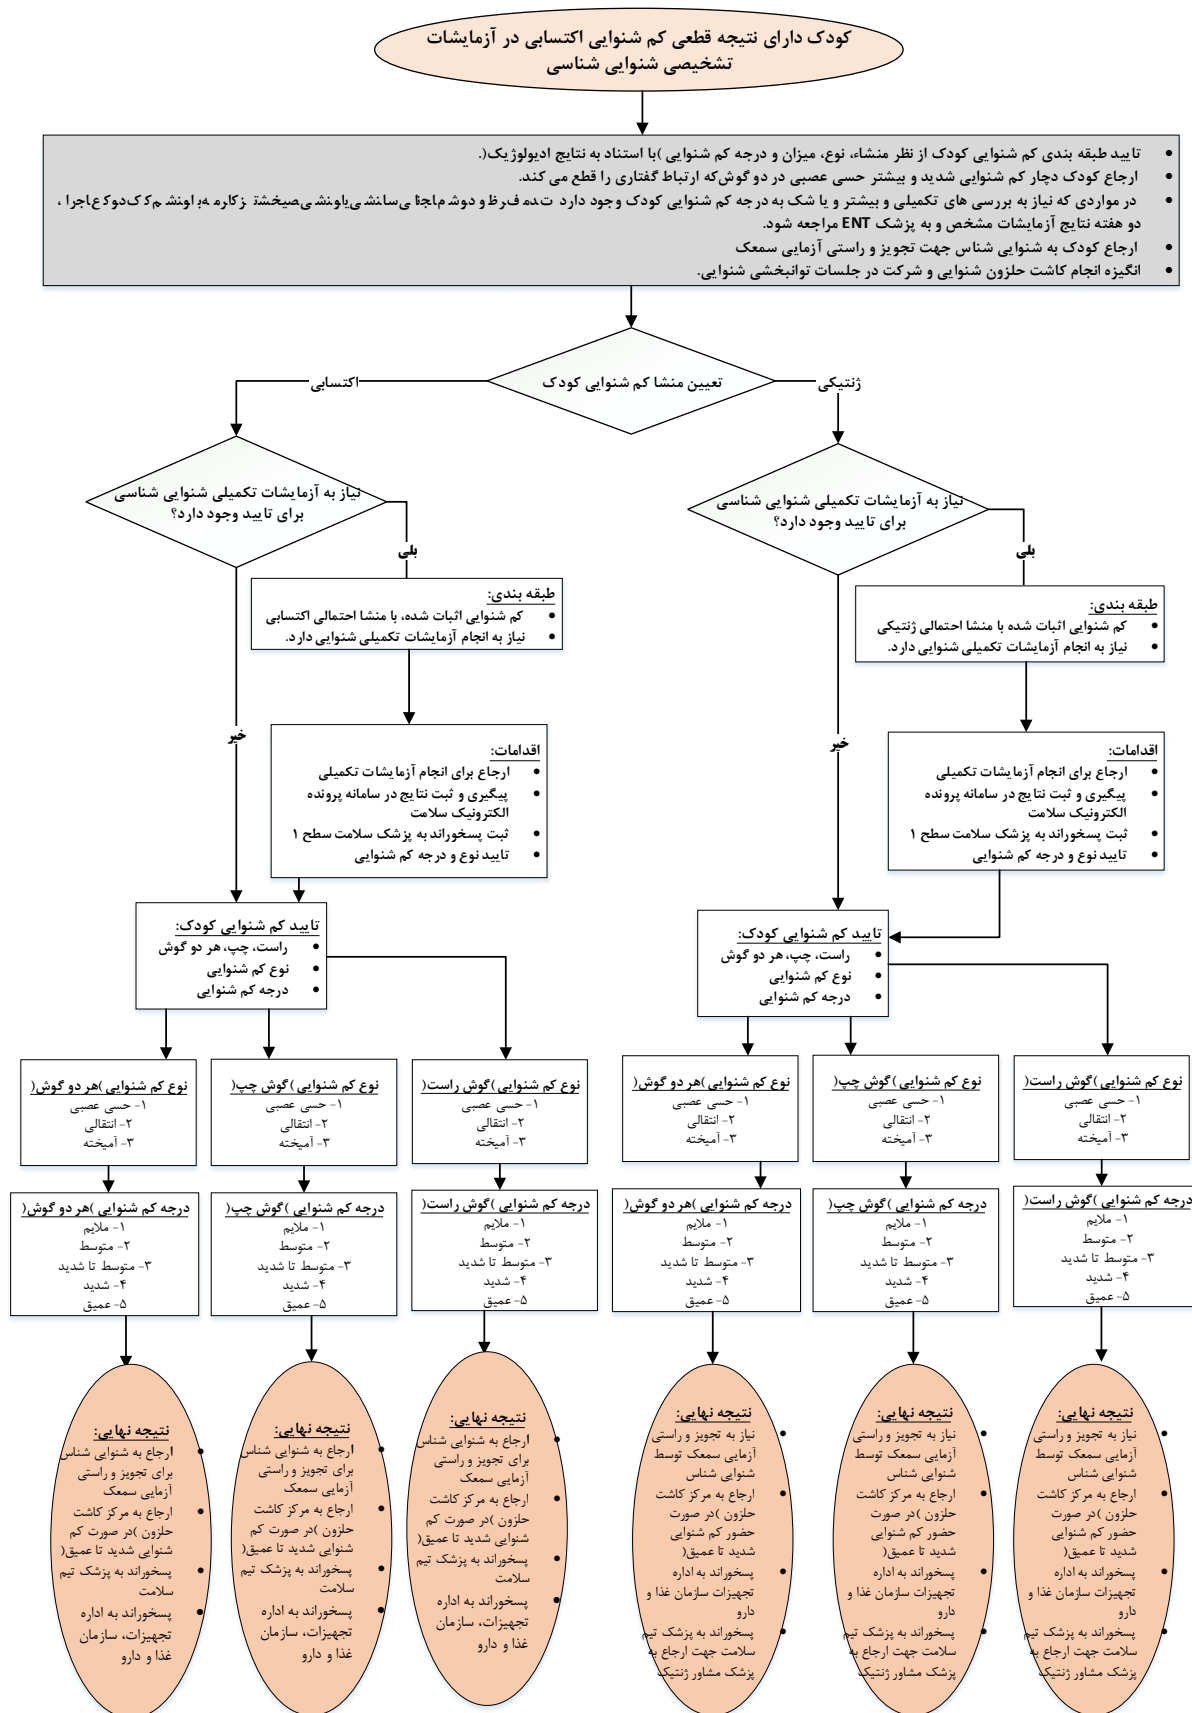 کودک دارای نتیجه قطعی کم شنوایی اکتسابی در آزمایشات
تشخیصی شنوایی شناسی
• تایید طبقه بندی کم شنوایی کودک از نظر منشاء، نوع، میزان و درجه کم شنوایی )با استناد به نتایج ادیولوژیک(.
• ارجاع کودک دچار کم شنوایی شدید و بیشتر حسی عصبی در دو گوش که ارتباط گفتاری را قطع می کند.
• در مواردی که نیاز به بررسی های تکمیلی و بیشتر و یا شک به درجه کم شنوایی کودک وجود دارد
دو هفته نتایج آزمایشات مشخص و به پزشک ENT مراجعه شود.
• ارجاع کودک به شنوایی شناس جهت تجویز و راستی آزمایی سمعک
• انگیزه انجام کاشت حلزون شنوایی و شرکت در جلسات توانبخشی شنوایی.
تعیین منشا کم شنوایی کودک
ژنتیکی
اکتسابی
نیاز به آزمایشات تکمیلی شنوایی شناسی
برای تایید وجود دارد؟
بلی
خیر
طبقه بندی:
• کم شنوایی اثبات شده با منشا احتمالی ژنتیکی
• نیاز به انجام آزمایشات تکمیلی شنوایی دارد.
اقدامات:
• ارجاع برای انجام آزمایشات تکمیلی
• پیگیری و ثبت نتایج در سامانه پرونده
الکترونیک سلامت
• ثبت پسخوراند به پزشک سلامت سطح ۱
• تایید نوع و درجه کم شنوایی
تایید کم شنوایی کودک:
• راست، چپ، هر دو گوش
• نوع کم شنوایی
• درجه کم شنوایی
نوع کم شنوایی )گوش راست(
۱- حسی عصبی
۲- انتقالی
۳- آمیخته
نوع کم شنوایی )گوش چپ(
۱- حسی عصبی
۲- انتقالی
۳- آمیخته
نوع کم شنوایی )هر دو گوش(
۱- حسی عصبی
۲- انتقالی
۳- آمیخته
درجه کم شنوایی )گوش راست(
۱- ملایم
۲- متوسط
۳- متوسط تا شدید
۴- شدید
۵- عمیق
درجه کم شنوایی )گوش چپ(
۱- ملایم
۲- متوسط
۳- متوسط تا شدید
۴- شدید
۵- عمیق
درجه کم شنوایی )هر دو گوش(
۱- ملایم
۲- متوسط
۳- متوسط تا شدید
۴- شدید
۵- عمیق
نتیجه نهایی:
• نیاز به تجویز و راستی
آزمایی سمعک توسط
شنوایی شناس
• ارجاع به مرکز کاشت
حلزون )در صورت
حضور کم شنوایی
شدید تا عمیق(
• پسخوراند به اداره
تجهیزات سازمان غذا و
دارو
• پسخوراند به پزشک تیم
سلامت جهت ارجاع به
پزشک مشاور ژنتیک
نتیجه نهایی:
• نیاز به تجویز و راستی
آزمایی سمعک توسط
شنوایی شناس
• ارجاع به مرکز کاشت
حلزون )در صورت
حضور کم شنوایی
شدید تا عمیق(
• پسخوراند به اداره
تجهیزات سازمان غذا و
دارو
• پسخوراند به پزشک تیم
سلامت جهت ارجاع به
پزشک مشاور ژنتیک
نتیجه نهایی:
• نیاز به تجویز و راستی
آزمایی سمعک توسط
شنوایی شناس
• ارجاع به مرکز کاشت
حلزون )در صورت
حضور کم شنوایی
شدید تا عمیق(
• پسخوراند به اداره
تجهیزات سازمان غذا و
دارو
• پسخوراند به پزشک تیم
سلامت جهت ارجاع به
پزشک مشاور ژنتیک
نیاز به آزمایشات تکمیلی شنوایی شناسی
برای تایید وجود دارد؟
بلی
خیر
طبقه بندی:
• کم شنوایی اثبات شده، با منشا احتمالی اکتسابی
• نیاز به انجام آزمایشات تکمیلی شنوایی دارد.
اقدامات:
• ارجاع برای انجام آزمایشات تکمیلی
• پیگیری و ثبت نتایج در سامانه پرونده
الکترونیک سلامت
• ثبت پسخوراند به پزشک سلامت سطح ۱
• تایید نوع و درجه کم شنوایی
تایید کم شنوایی کودک:
• راست، چپ، هر دو گوش
• نوع کم شنوایی
• درجه کم شنوایی
نوع کم شنوایی )گوش راست(
۱- حسی عصبی
۲- انتقالی
۳- آمیخته
نوع کم شنوایی )گوش چپ(
۱- حسی عصبی
۲- انتقالی
۳- آمیخته
نوع کم شنوایی )هر دو گوش(
۱- حسی عصبی
۲- انتقالی
۳- آمیخته
درجه کم شنوایی )گوش راست(
۱- ملایم
۲- متوسط
۳- متوسط تا شدید
۴- شدید
۵- عمیق
درجه کم شنوایی )گوش چپ(
۱- ملایم
۲- متوسط
۳- متوسط تا شدید
۴- شدید
۵- عمیق
درجه کم شنوایی )هر دو گوش(
۱- ملایم
۲- متوسط
۳- متوسط تا شدید
۴- شدید
۵- عمیق
نتیجه نهایی:
• ارجاع به شنوایی شناس
برای تجویز و راستی
آزمایی سمعک
• ارجاع به مرکز کاشت
حلزون )در صورت کم
شنوایی شدید تا عمیق(
• پسخوراند به پزشک تیم
سلامت
• پسخوراند به اداره
تجهیزات، سازمان
غذا و دارو
نتیجه نهایی:
• ارجاع به شنوایی شناس
برای تجویز و راستی
آزمایی سمعک
• ارجاع به مرکز کاشت
حلزون )در صورت کم
شنوایی شدید تا عمیق(
• پسخوراند به پزشک تیم
سلامت
• پسخوراند به اداره
تجهیزات، سازمان
غذا و دارو
نتیجه نهایی:
• ارجاع به شنوایی شناس
برای تجویز و راستی
آزمایی سمعک
• ارجاع به مرکز کاشت
حلزون )در صورت کم
شنوایی شدید تا عمیق(
• پسخوراند به پزشک تیم
سلامت
• پسخوراند به اداره
تجهیزات، سازمان
غذا و دارو